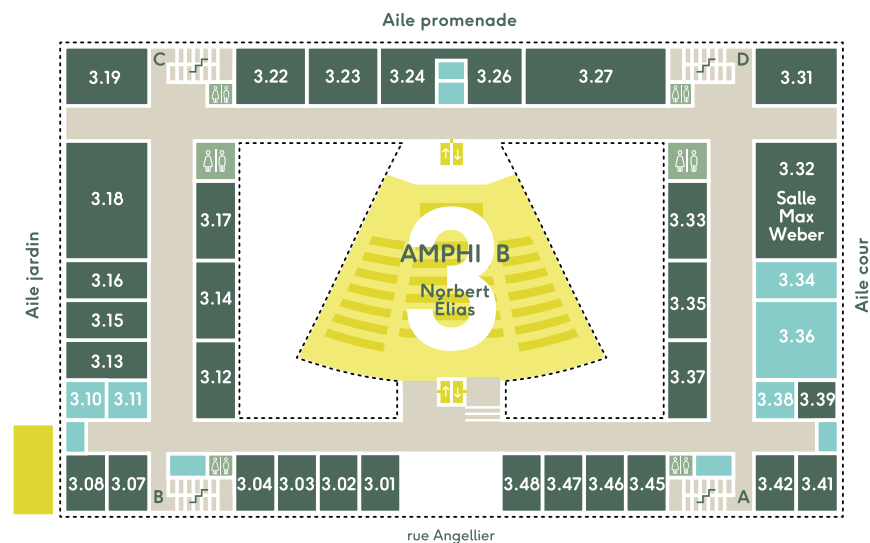 Aile promenade
C
D
3.19
3.22
3.23
3.24
3.26
3.27
3.31
3.18
3.17
3.16
3.15
3.14
3.13
3.12
3.10
3.11
Aile jardin
3
AMPHI B
Norbert
Elias
3.32
Salle
Max
Weber
3.33
3.34
3.35
3.36
3.37
3.38
3.39
Aile cour
3.08
3.07
B
3.04
3.03
3.02
3.01
3.48
3.47
3.46
3.45
A
3.42
3.41
rue Angellier